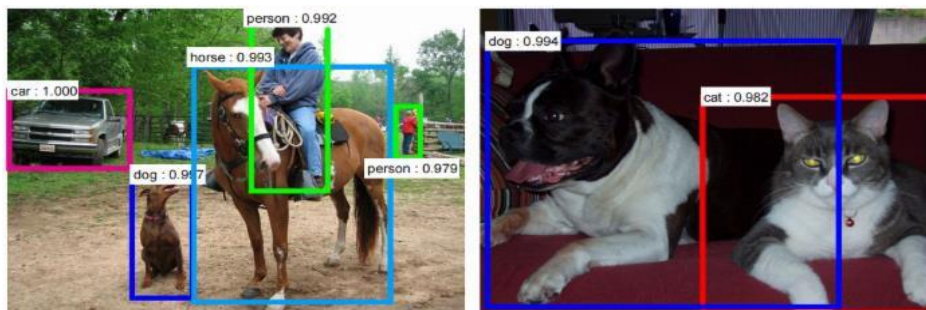 person : 0.992
horse : 0.993
car : 1.000
dog : 0.997
person : 0.979
dog : 0.994
cat : 0.982